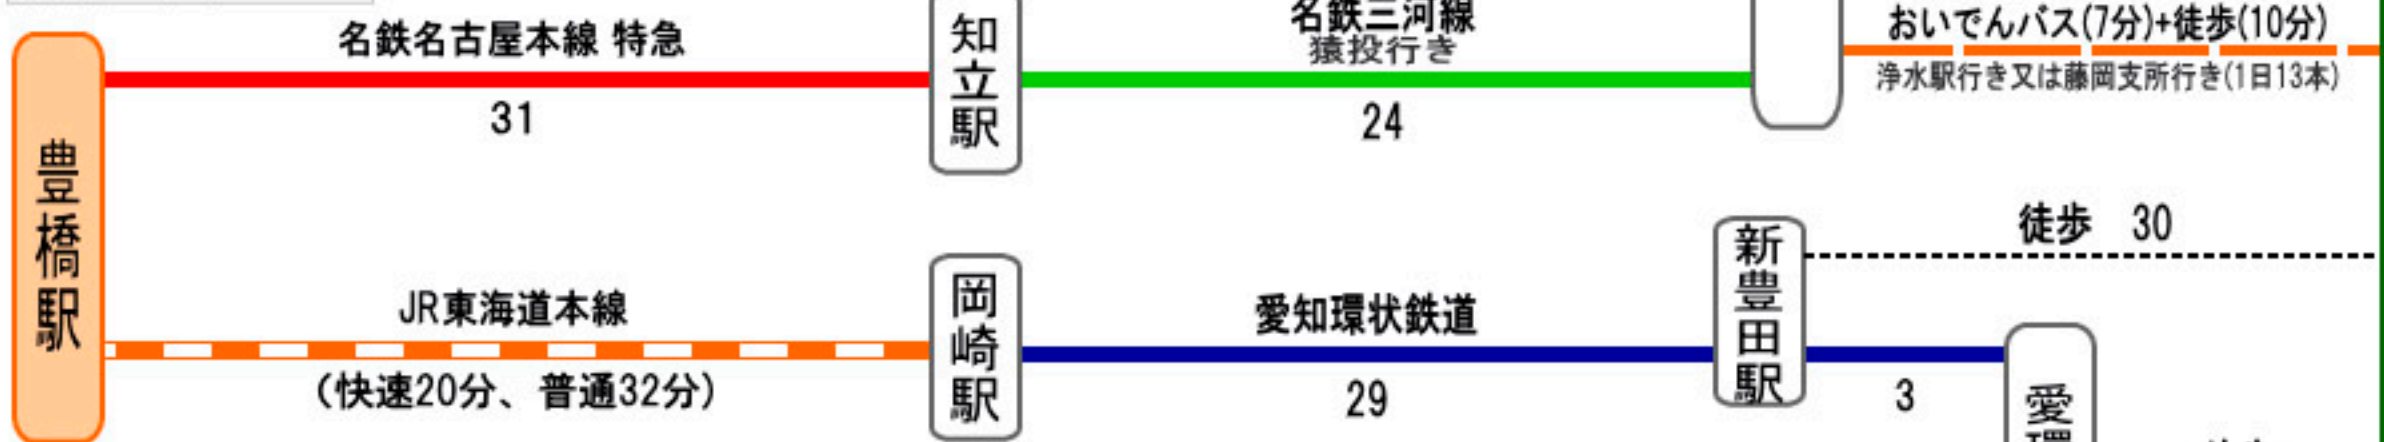 豊橋駅
名鉄名古屋本線 特急
31
知立駅
名鉄三河線
猿投行き
24
おいでんバス(7分)+徒歩(10分)
浄水駅行き又は藤岡支所行き(1日13本)
JR東海道本線
(快速20分、普通32分)
岡崎駅
愛知環状鉄道
29
新豊田駅
徒歩 30
3
愛環